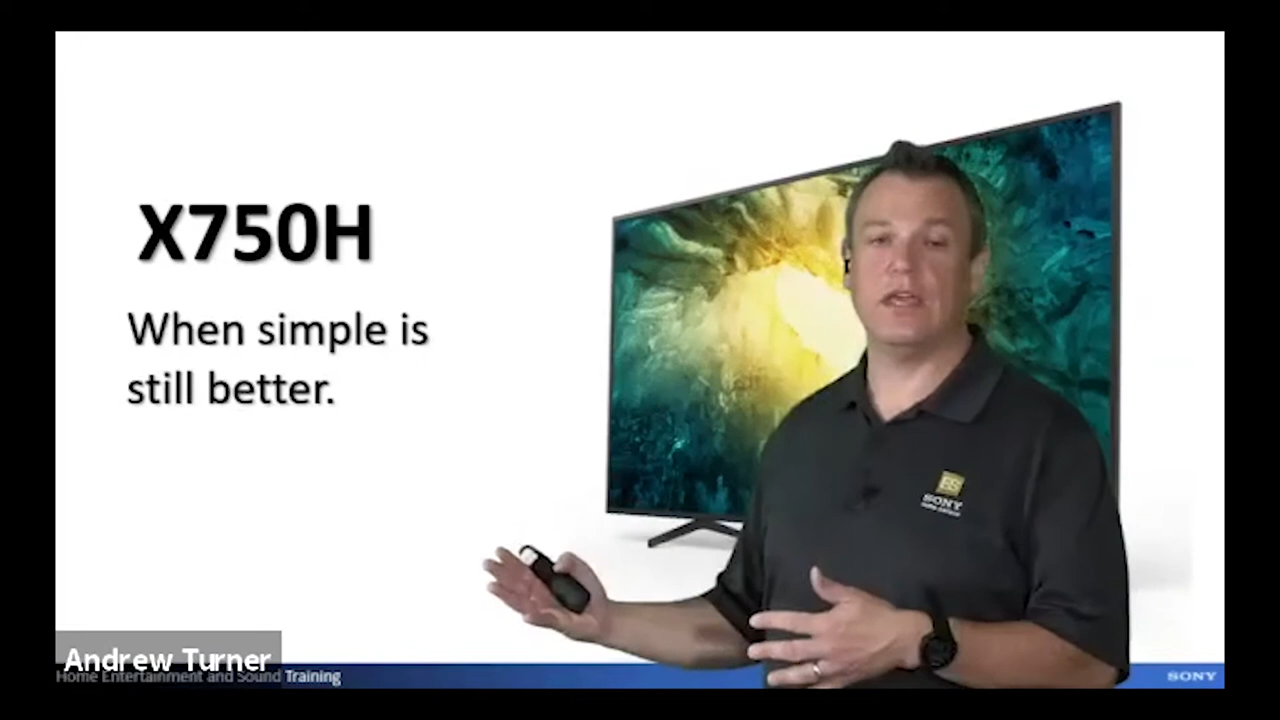 X750H
When simple is
still better.
SONY
Andrew Turner
Home Entertainment and Sound Training
SONY